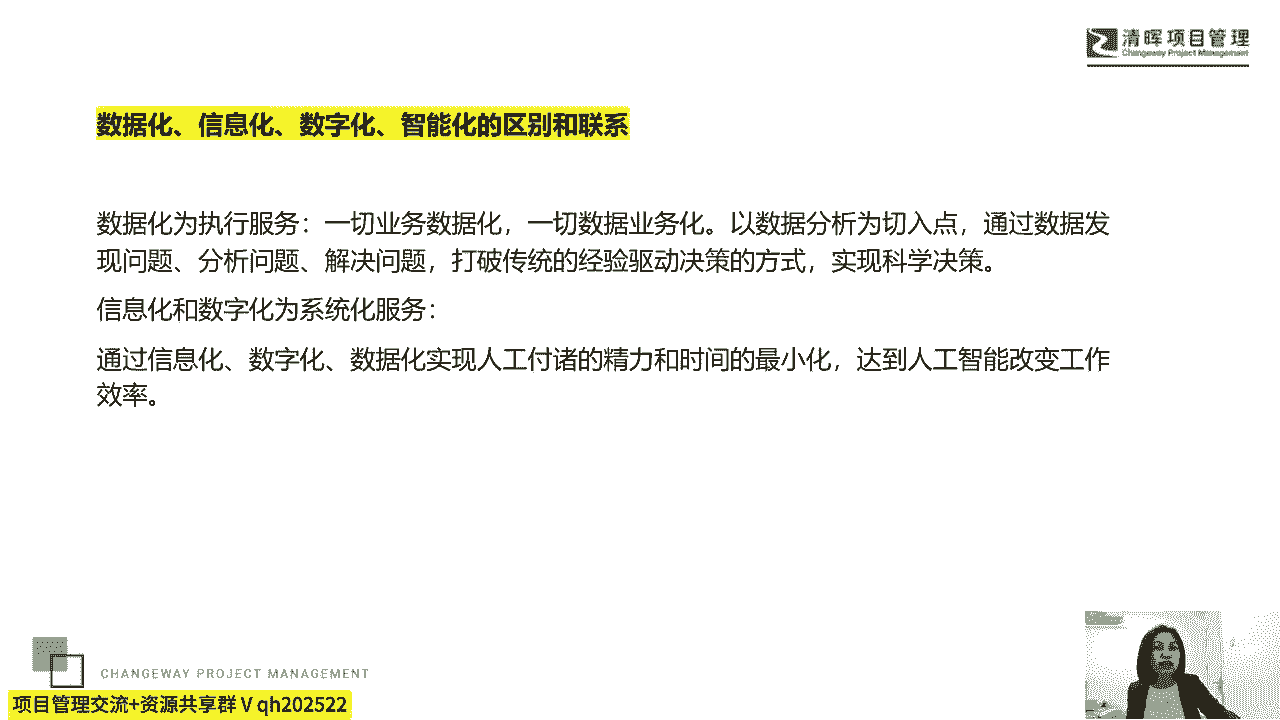 清晖项目管理
Changeway Project Management
数据化、信息化、数字化、智能化的区别和联系
数据化为执行服务：一切业务数据化，一切数据业务化。以数据分析为切入点，通过数据发
现问题、分析问题、解决问题，打破传统的经验驱动决策的方式，实现科学决策。
信息化和数字化为系统化服务：
通过信息化、数字化、数据化实现人工付诸的精力和时间的最小化，达到人工智能改变工作
效率。
CHANGEWAY PROJECT MANAGEMENT
项目管理交流+资源共享群 V qh202522